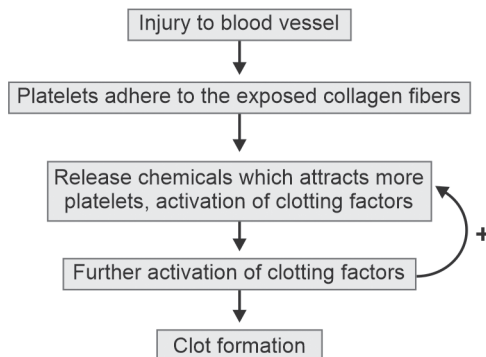 Injury to blood vessel
Platelets adhere to the exposed collagen fibers
Release chemicals which attracts more
platelets, activation of clotting factors
+
Further activation of clotting factors
Clot formation